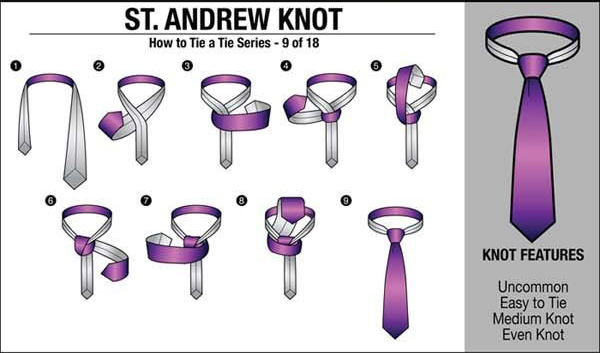 ST. ANDREW KNOT
How to Tie a Tie Series - 9 of 18
1
2
3
4
5
6
7
8
9
KNOT FEATURES
Uncommon
Easy to Tie
Medium Knot
Even Knot